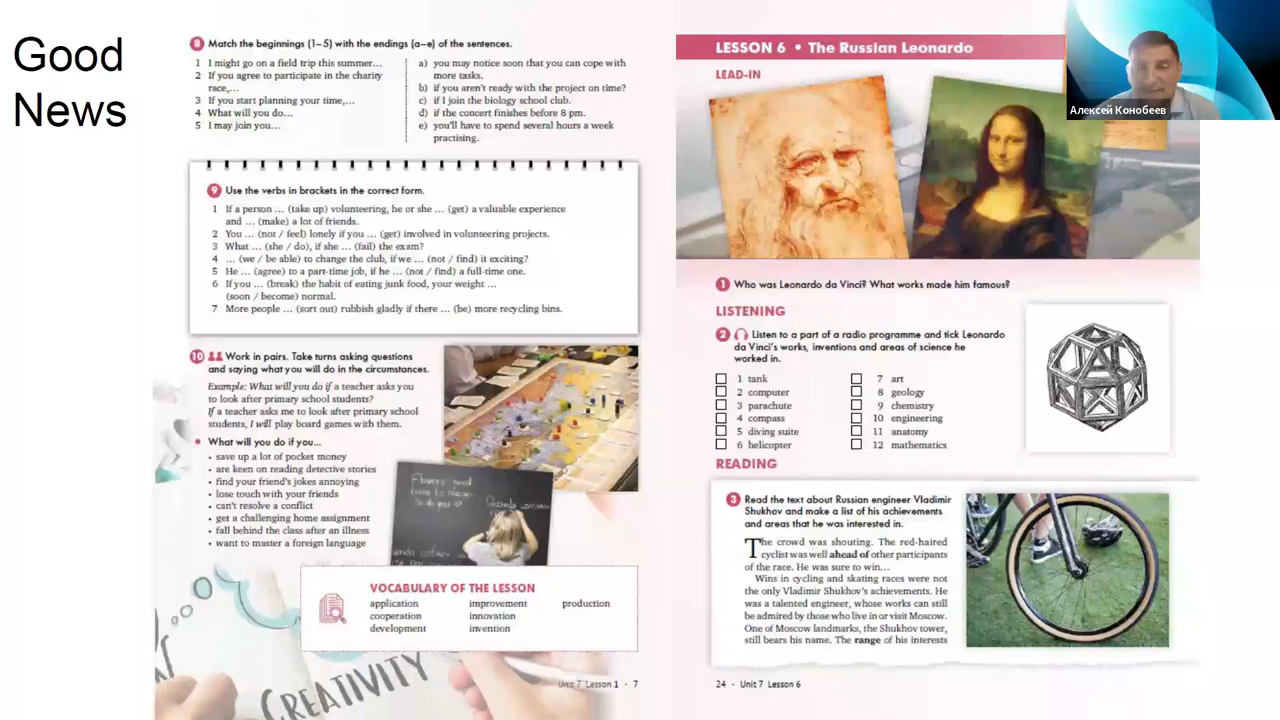 Good
News
8 Match the beginnings (1–5) with the endings (a–e) of the sentences.
1 I might go on a field trip this summer...
2 If you agree to participate in the charity
race,...
3 If you start planning your time,...
4 What will you do...
5 I may join you...
a) you may notice soon that you can cope with
more tasks.
b) if you aren't ready with the project on time?
c) if I join the biology school club.
d) if the concert finishes before 8 pm.
e) you'll have to spend several hours a week
practising.
9 Use the verbs in brackets in the correct form.
1 If a person ... (take up) volunteering, he or she ... (get) a valuable experience
and ... (make) a lot of friends.
2 You ... (not / feel) lonely if you ... (get) involved in volunteering projects.
3 What ... (she / do), if she ... (fail) the exam?
4 ... (we / be able) to change the club, if we ... (not / find) it exciting?
5 He ... (agree) to a part-time job, if he ... (not / find) a full-time one.
6 If you ... (break) the habit of eating junk food, your weight ...
(soon / become) normal.
7 More people ... (sort out) rubbish gladly if there ... (be) more recycling bins.
10 Work in pairs. Take turns asking questions
and saying what you will do in the circumstances.
Example: What will you do if a teacher asks you
to look after primary school students?
If a teacher asks me to look after primary school
students, I will play board games with them.
• What will you do if you...
• save up a lot of pocket money
• are keen on reading detective stories
• find your friend's jokes annoying
• lose touch with your friends
• can't resolve a conflict
• get a challenging home assignment
• fall behind the class after an illness
• want to master a foreign language
VOCABULARY OF THE LESSON
application improvement production
cooperation innovation
development invention
CREATIVITY
Unit 7 Lesson 1 · 7
LESSON 6 • The Russian Leonardo
LEAD-IN
Алексей Конобеев
1 Who was Leonardo da Vinci? What works made him famous?
LISTENING
2 Listen to a part of a radio programme and tick Leonardo
da Vinci's works, inventions and areas of science he
worked in.
1 tank
2 computer
3 parachute
4 compass
5 diving suite
6 helicopter
7 art
8 geology
9 chemistry
10 engineering
11 anatomy
12 mathematics
READING
3 Read the text about Russian engineer Vladimir
Shukhov and make a list of his achievements
and areas that he was interested in.
The crowd was shouting. The red-haired
cyclist was well ahead of other participants
of the race. He was sure to win...
Wins in cycling and skating races were not
the only Vladimir Shukhov's achievements. He
was a talented engineer, whose works can still
be admired by those who live in or visit Moscow.
One of Moscow landmarks, the Shukhov tower,
still bears his name. The range of his interests
24 · Unit 7 Lesson 6